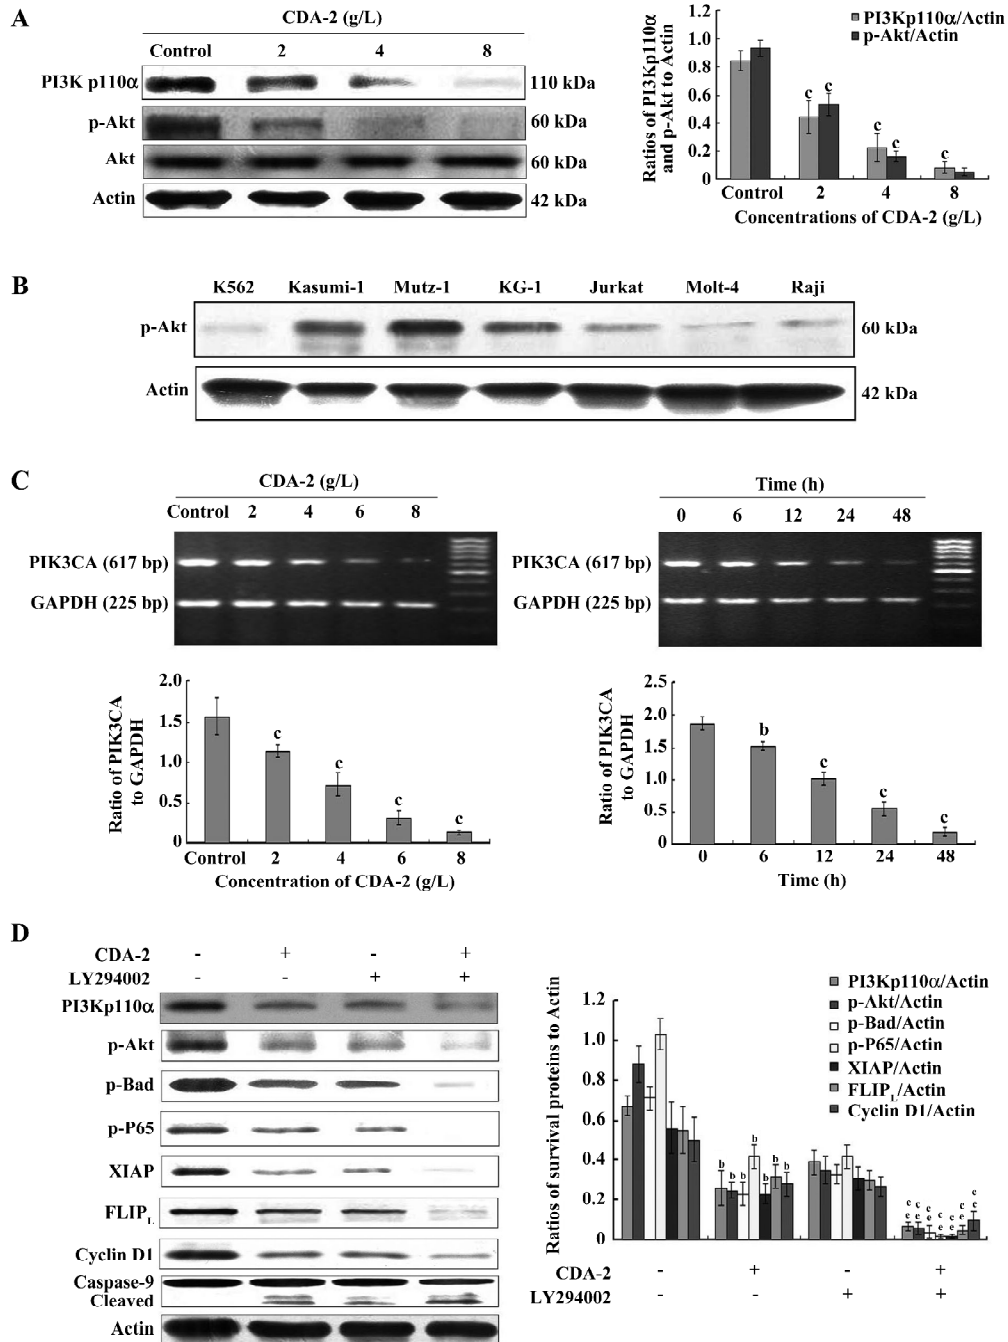 A
CDA-2 (g/L)
Control 2 4 8
PI3K p110α 110 kDa
p-Akt 60 kDa
Akt 60 kDa
Actin 42 kDa
PI3Kp110α/Actin
p-Akt/Actin
Ratios of PI3Kp110α
and p-Akt to Actin
1.2
1.0
0.8
0.6
0.4
0.2
0
c c
c c
c
Control 2 4 8
Concentrations of CDA-2 (g/L)
B
K562 Kasumi-1 Mutz-1 KG-1 Jurkat Molt-4 Raji
p-Akt 60 kDa
Actin 42 kDa
C
CDA-2 (g/L)
Control 2 4 6 8
PIK3CA (617 bp)
GAPDH (225 bp)
Time (h)
0 6 12 24 48
PIK3CA (617 bp)
GAPDH (225 bp)
Ratio of PIK3CA
to GAPDH
2.0
1.5
1.0
0.5
0
c
c
c
c
Control 2 4 6 8
Concentration of CDA-2 (g/L)
Ratio of PIK3CA
to GAPDH
2.5
2.0
1.5
1.0
0.5
0
b
c
c
c
0 6 12 24 48
Time (h)
D
CDA-2 - + - +
LY294002 - - + +
PI3Kp110α
p-Akt
p-Bad
p-P65
XIAP
FLIPL
Cyclin D1
Caspase-9
Cleaved
Actin
PI3Kp110α/Actin
p-Akt/Actin
p-Bad/Actin
p-P65/Actin
XIAP/Actin
FLIPL/Actin
Cyclin D1/Actin
Ratios of survival proteins to Actin
1.2
1.0
0.8
0.6
0.4
0.2
0
b b b b b b b
c c c c c c c
e e e e e e c
CDA-2 - + - +
LY294002 - - + +